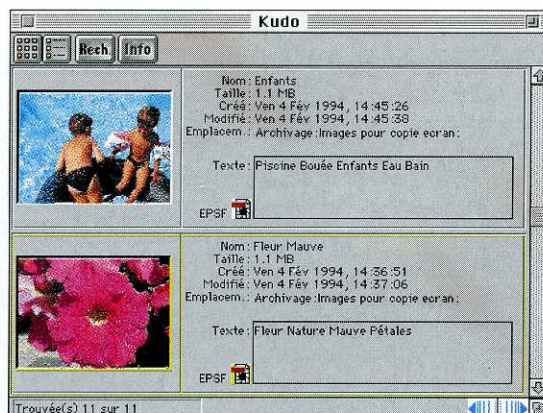 Kudo
Rech. Info
Nom : Enfants
Taille : 1.1 MB
Créé : Ven 4 Fév 1994, 14:45:26
Modifié : Ven 4 Fév 1994, 14:45:38
Emplacem. : Archivage :Images pour copie ecran :
Texte : Piscine Bouée Enfants Eau Bain
EPSF
Nom : Fleur Mauve
Taille : 1.1 MB
Créé : Ven 4 Fév 1994, 14:36:51
Modifié : Ven 4 Fév 1994, 14:37:06
Emplacem. : Archivage :Images pour copie ecran :
Texte : Fleur Nature Mauve Pétales
EPSF
Trouvée(s) 11 sur 11